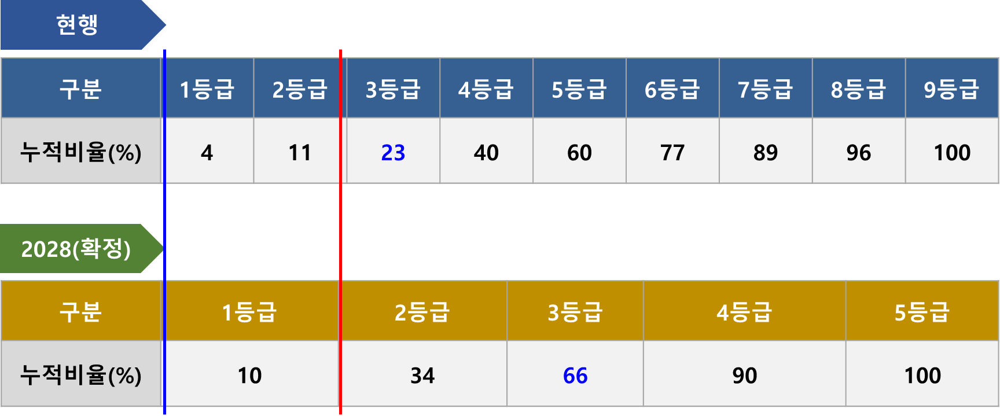 현행
구분 1등급 2등급 3등급 4등급 5등급 6등급 7등급 8등급 9등급
누적비율(%) 4 11 23 40 60 77 89 96 100
2028(확정)
구분 1등급 2등급 3등급 4등급 5등급
누적비율(%) 10 34 66 90 100